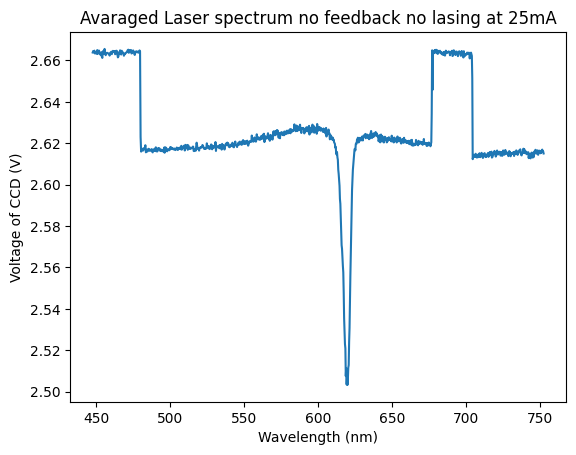 Avaraged Laser spectrum no feedback no lasing at 25mA
Voltage of CCD (V)
2.66
2.64
2.62
2.60
2.58
2.56
2.54
2.52
2.50
450 500 550 600 650 700 750
Wavelength (nm)